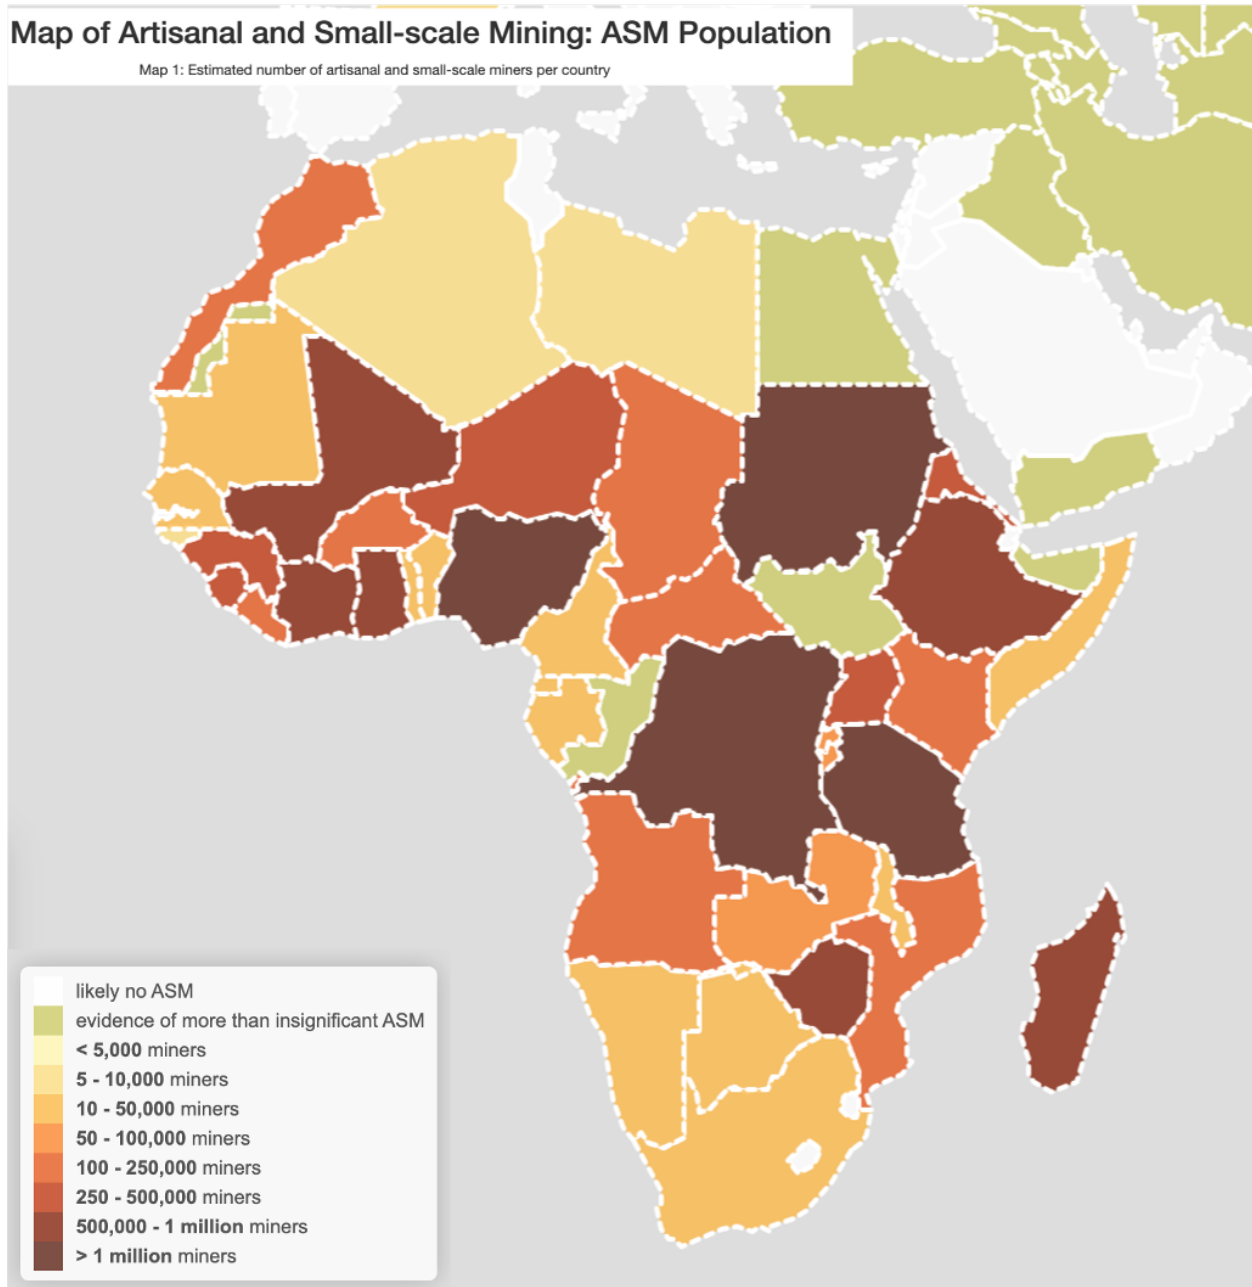 Map of Artisanal and Small-scale Mining: ASM Population
Map 1: Estimated number of artisanal and small-scale miners per country
likely no ASM
evidence of more than insignificant ASM
< 5,000 miners
5 - 10,000 miners
10 - 50,000 miners
50 - 100,000 miners
100 - 250,000 miners
250 - 500,000 miners
500,000 - 1 million miners
> 1 million miners